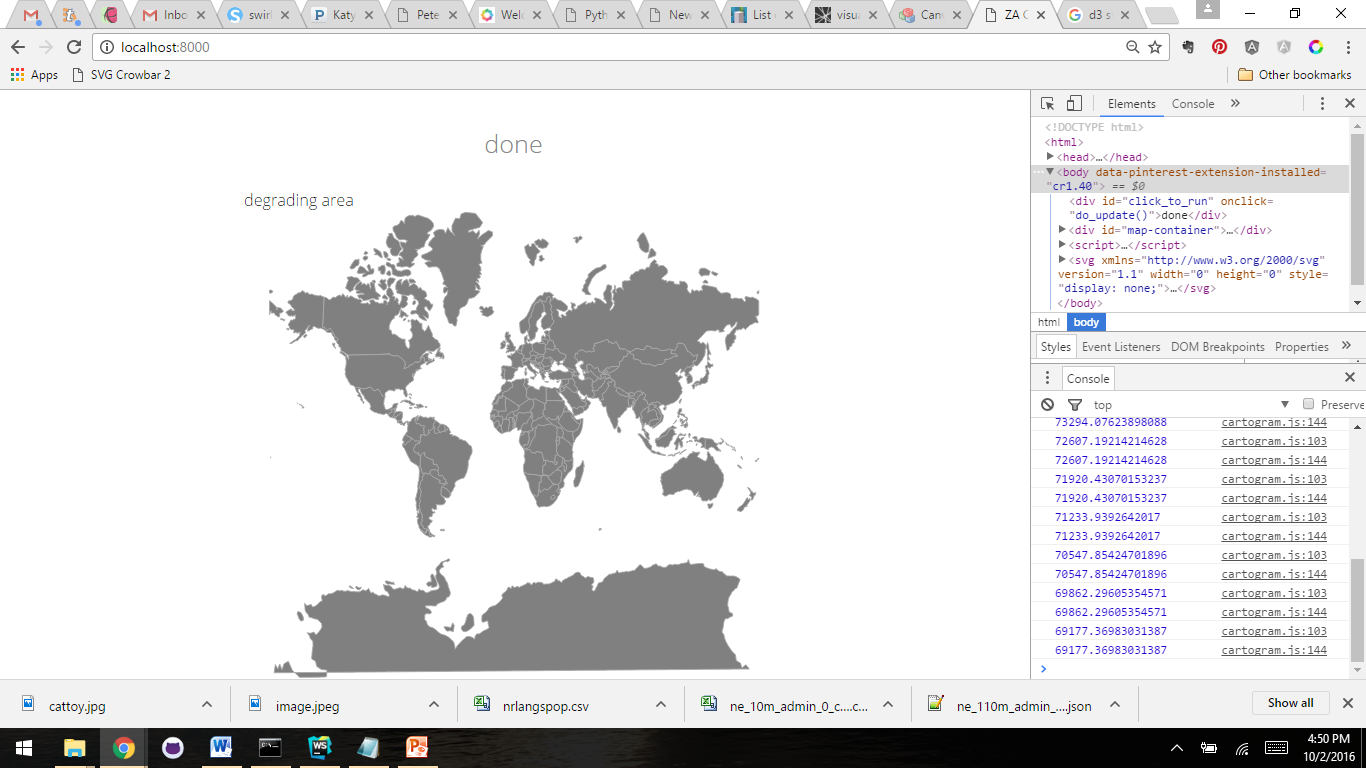 Inbo
swirl
Katy
Pete
Welc
Pyth
New
List
visua
Canv
ZA C
d3 s
localhost:8000
Apps
SVG Crowbar 2
Other bookmarks
done
degrading area
Elements Console
<!DOCTYPE html>
<html>
<head>…</head>
<body data-pinterest-extension-installed=
"cr1.40"> == $0
<div id="click_to_run" onclick=
"do_update()">done</div>
<div id="map-container">…</div>
<script>…</script>
<svg xmlns="http://www.w3.org/2000/svg"
version="1.1" width="0" height="0" style=
"display: none;">…</svg>
</body>
html body
Styles Event Listeners DOM Breakpoints Properties
Console
top Preserve
73294.07623898088 cartogram.js:144
72607.19214214628 cartogram.js:103
72607.19214214628 cartogram.js:144
71920.43070153237 cartogram.js:103
71920.43070153237 cartogram.js:144
71233.9392642017 cartogram.js:103
71233.9392642017 cartogram.js:144
70547.85424701896 cartogram.js:103
70547.85424701896 cartogram.js:144
69862.29605354571 cartogram.js:103
69862.29605354571 cartogram.js:144
69177.36983031387 cartogram.js:103
69177.36983031387 cartogram.js:144
cattoy.jpg
image.jpeg
nrlangspop.csv
ne_10m_admin_0_c....c...
ne_110m_admin_....json
Show all
4:50 PM
10/2/2016